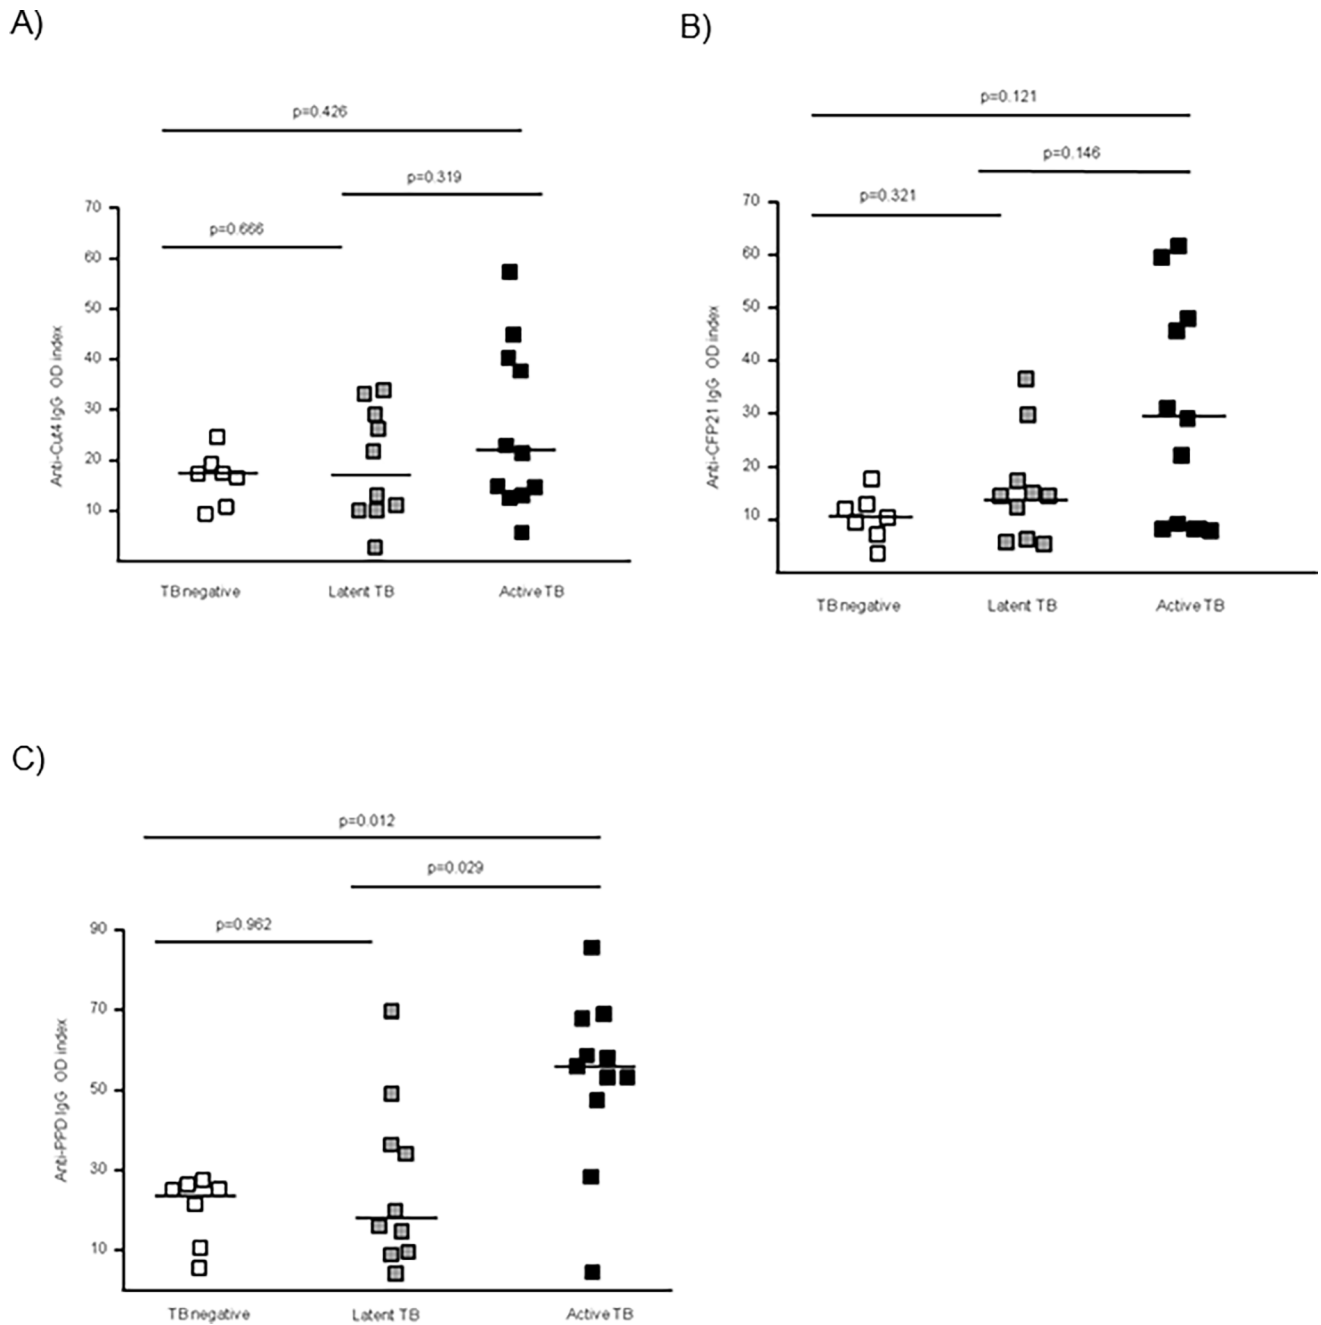 A)
p=0.426
p=0.319
p=0.666
70
60
50
40
30
20
10
Anti-Cut4 IgG OD index
TB negative
Latent TB
Active TB
B)
p=0.121
p=0.146
p=0.321
70
60
50
40
30
20
10
Anti-CFP21 IgG OD index
TB negative
Latent TB
Active TB
C)
p=0.012
p=0.029
p=0.962
90
70
50
30
10
Anti-PPD IgG OD index
TB negative
Latent TB
Active TB